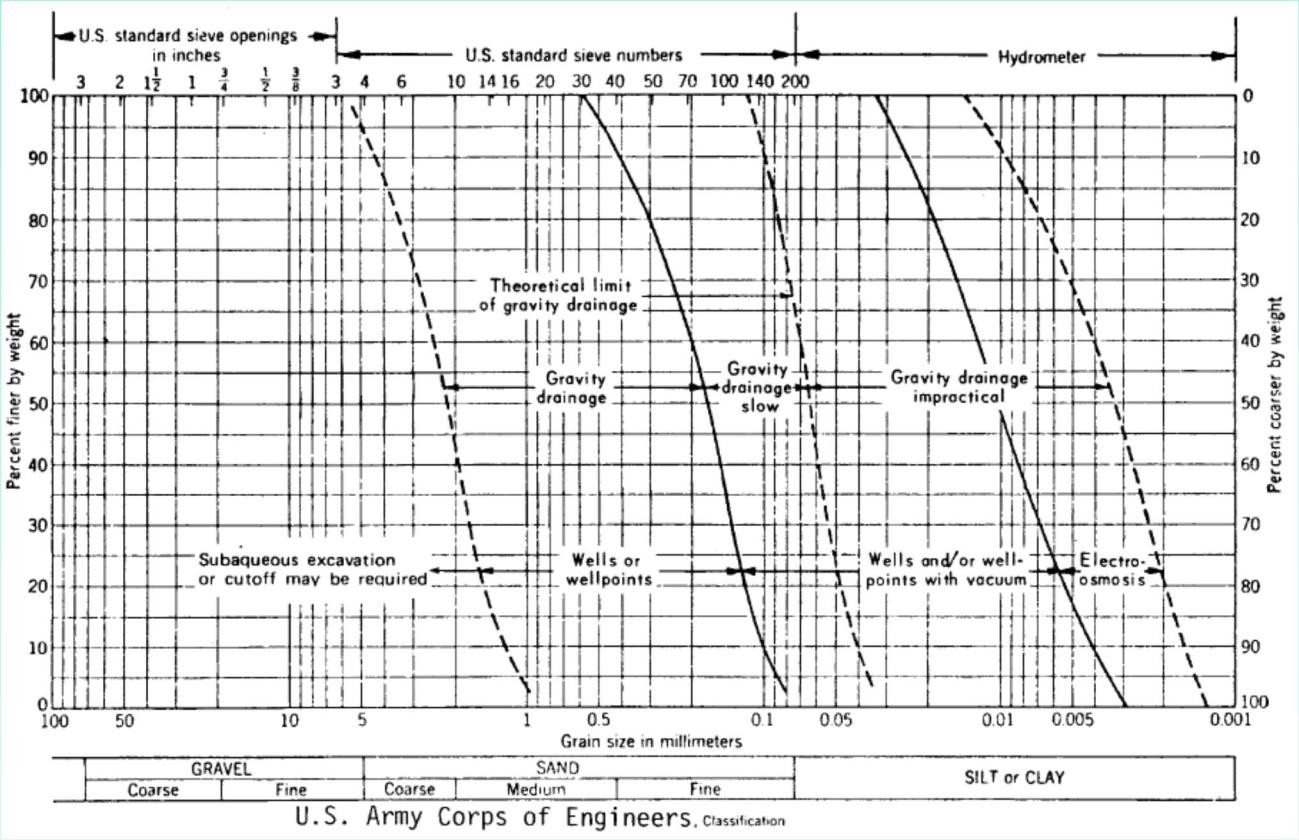 U.S. standard sieve openings
in inches
U.S. standard sieve numbers
Hydrometer
3 2 1½ 1 ¾ ½ ⅜ 3 4 6 10 14 16 20 30 40 50 70 100 140 200
100 0
90 10
80 20
70 30
60 40
50 50
40 60
30 70
20 80
10 90
0 100
Percent finer by weight
Percent coarser by weight
Theoretical limit
of gravity drainage
Gravity
drainage
Gravity
drainage
slow
Gravity drainage
impractical
Subaqueous excavation
or cutoff may be required
Wells or
wellpoints
Wells and/or well-
points with vacuum
Electro-
osmosis
100 50 10 5 1 0.5 0.1 0.05 0.01 0.005 0.001
Grain size in millimeters
GRAVEL SAND SILT or CLAY
Coarse Fine Coarse Medium Fine
U.S. Army Corps of Engineers, Classification